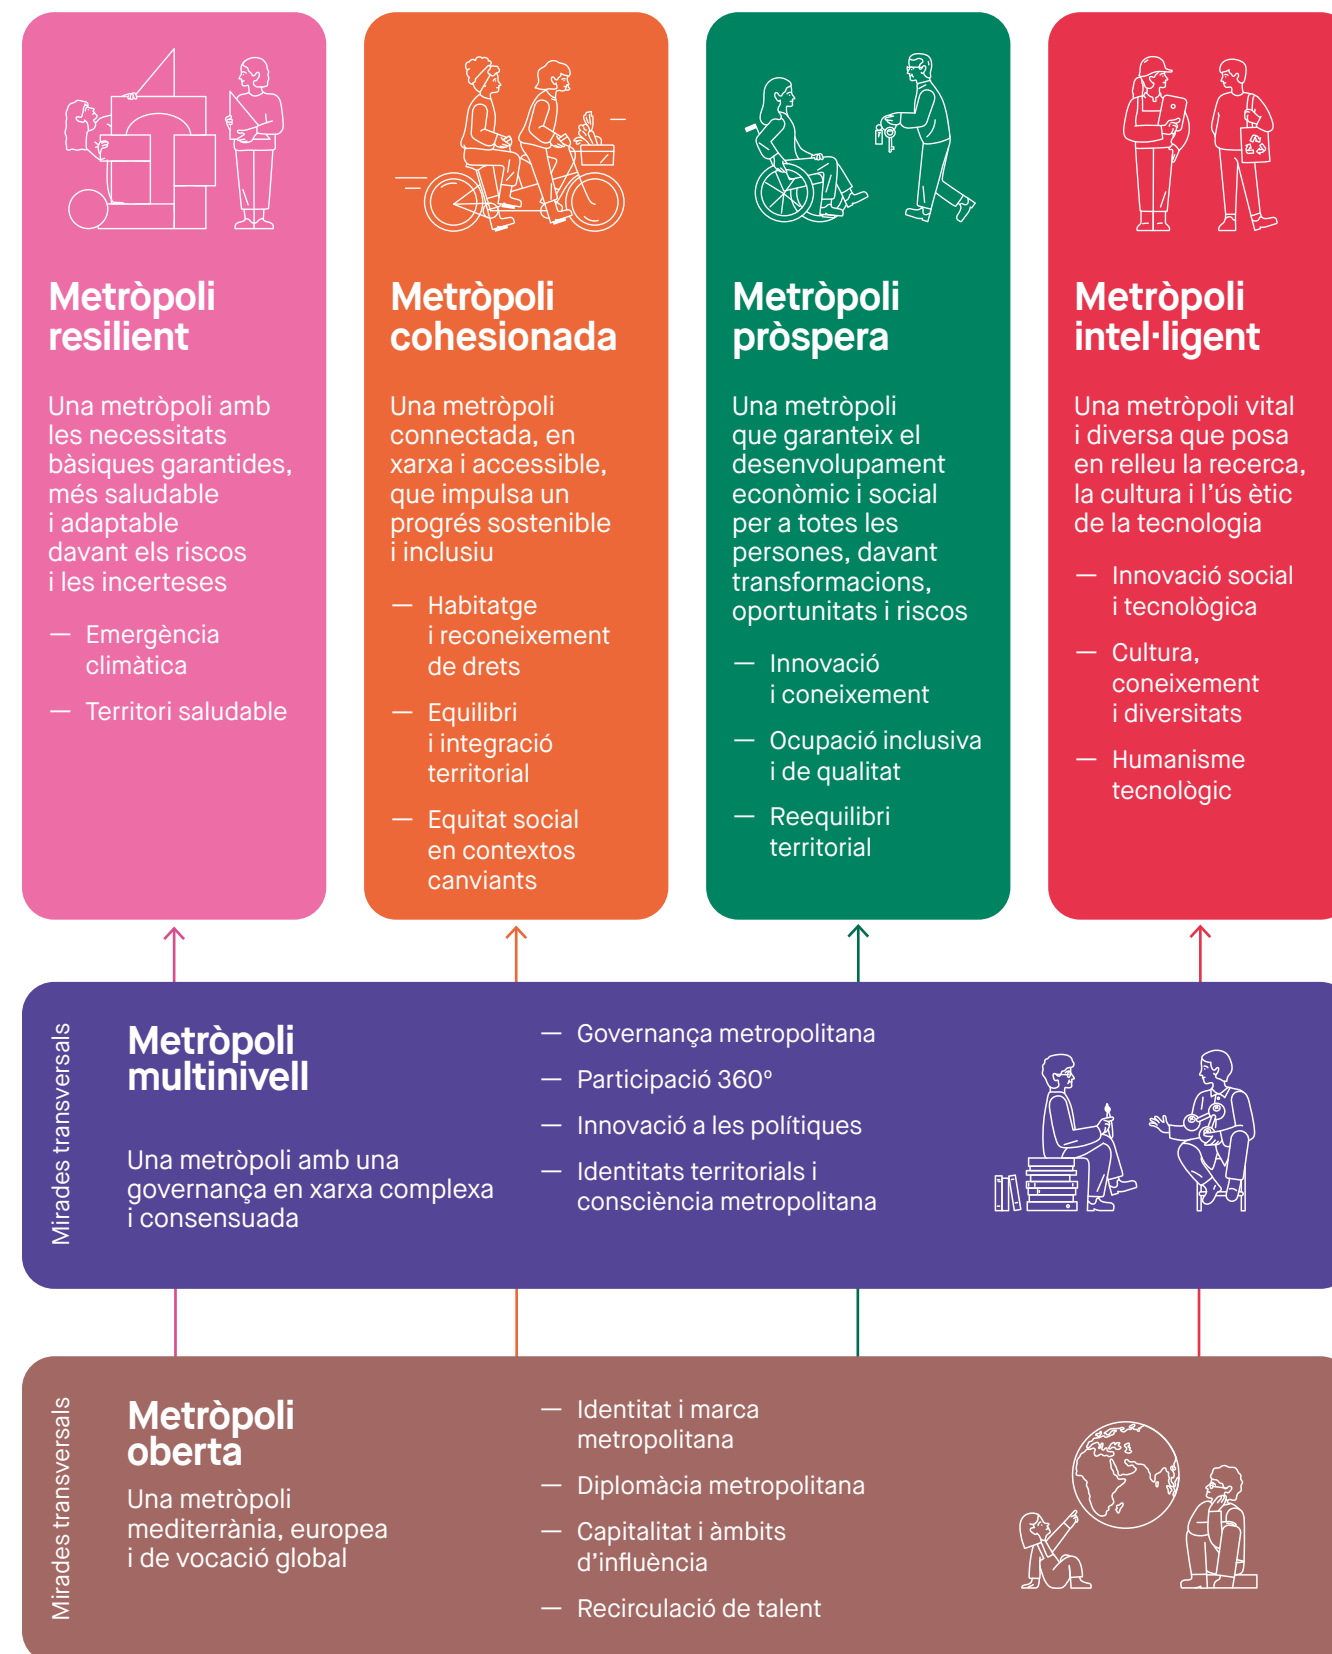 Metròpoli
resilient
Una metròpoli amb
les necessitats
bàsiques garantides,
més saludable
i adaptable
davant els riscos
i les incerteses
— Emergència
climàtica
— Territori saludable
Metròpoli
cohesionada
Una metròpoli
connectada, en
xarxa i accessible,
que impulsa un
progrés sostenible
i inclusiu
— Habitatge
i reconeixement
de drets
— Equilibri
i integració
territorial
— Equitat social
en contextos
canviants
Metròpoli
pròspera
Una metròpoli
que garanteix el
desenvolupament
econòmic i social
per a totes les
persones, davant
transformacions,
oportunitats i riscos
— Innovació
i coneixement
— Ocupació inclusiva
i de qualitat
— Reequilibri
territorial
Metròpoli
intel·ligent
Una metròpoli vital
i diversa que posa
en relleu la recerca,
la cultura i l'ús ètic
de la tecnologia
— Innovació social
i tecnològica
— Cultura,
coneixement
i diversitats
— Humanisme
tecnològic
Mirades transversals
Metròpoli
multinivell
Una metròpoli amb una
governança en xarxa complexa
i consensuada
— Governança metropolitana
— Participació 360º
— Innovació a les polítiques
— Identitats territorials i
consciència metropolitana
Mirades transversals
Metròpoli
oberta
Una metròpoli
mediterrània, europea
i de vocació global
— Identitat i marca
metropolitana
— Diplomàcia metropolitana
— Capitalitat i àmbits
d'influència
— Recirculació de talent